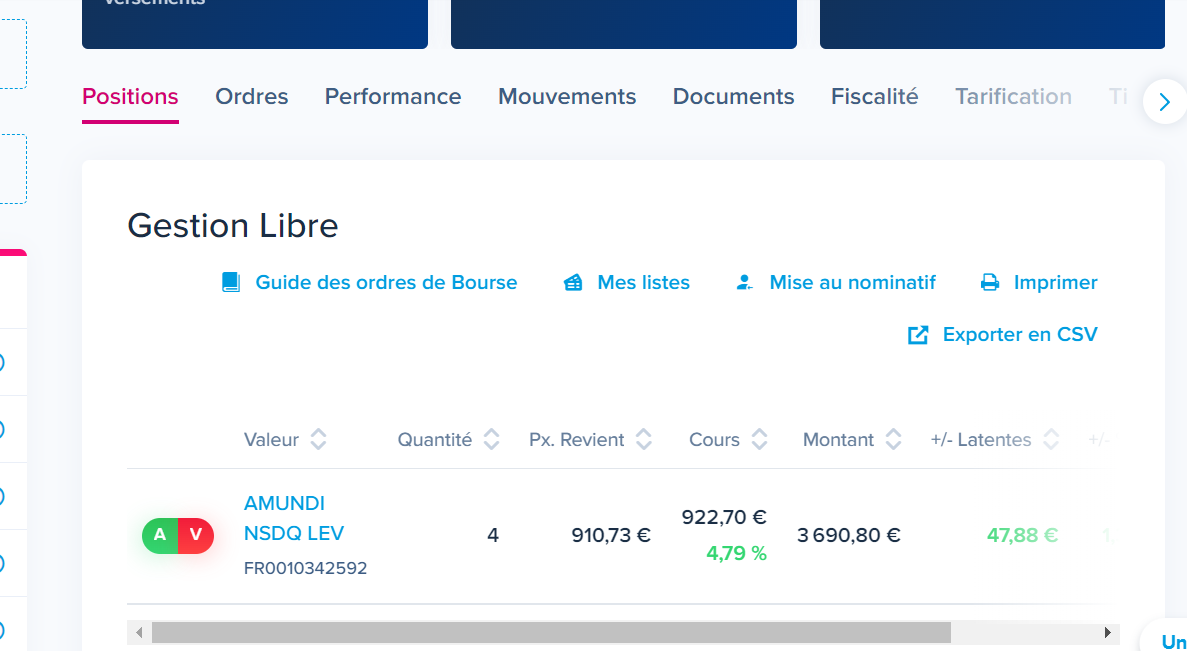 versements
Positions Ordres Performance Mouvements Documents Fiscalité Tarification Ti
Gestion Libre
Guide des ordres de Bourse Mes listes Mise au nominatif Imprimer
Exporter en CSV
Valeur Quantité Px. Revient Cours Montant +/- Latentes +/-
A V
AMUNDI
NSDQ LEV
FR0010342592
4
910,73 €
922,70 €
4,79 %
3 690,80 €
47,88 €
1,
Un